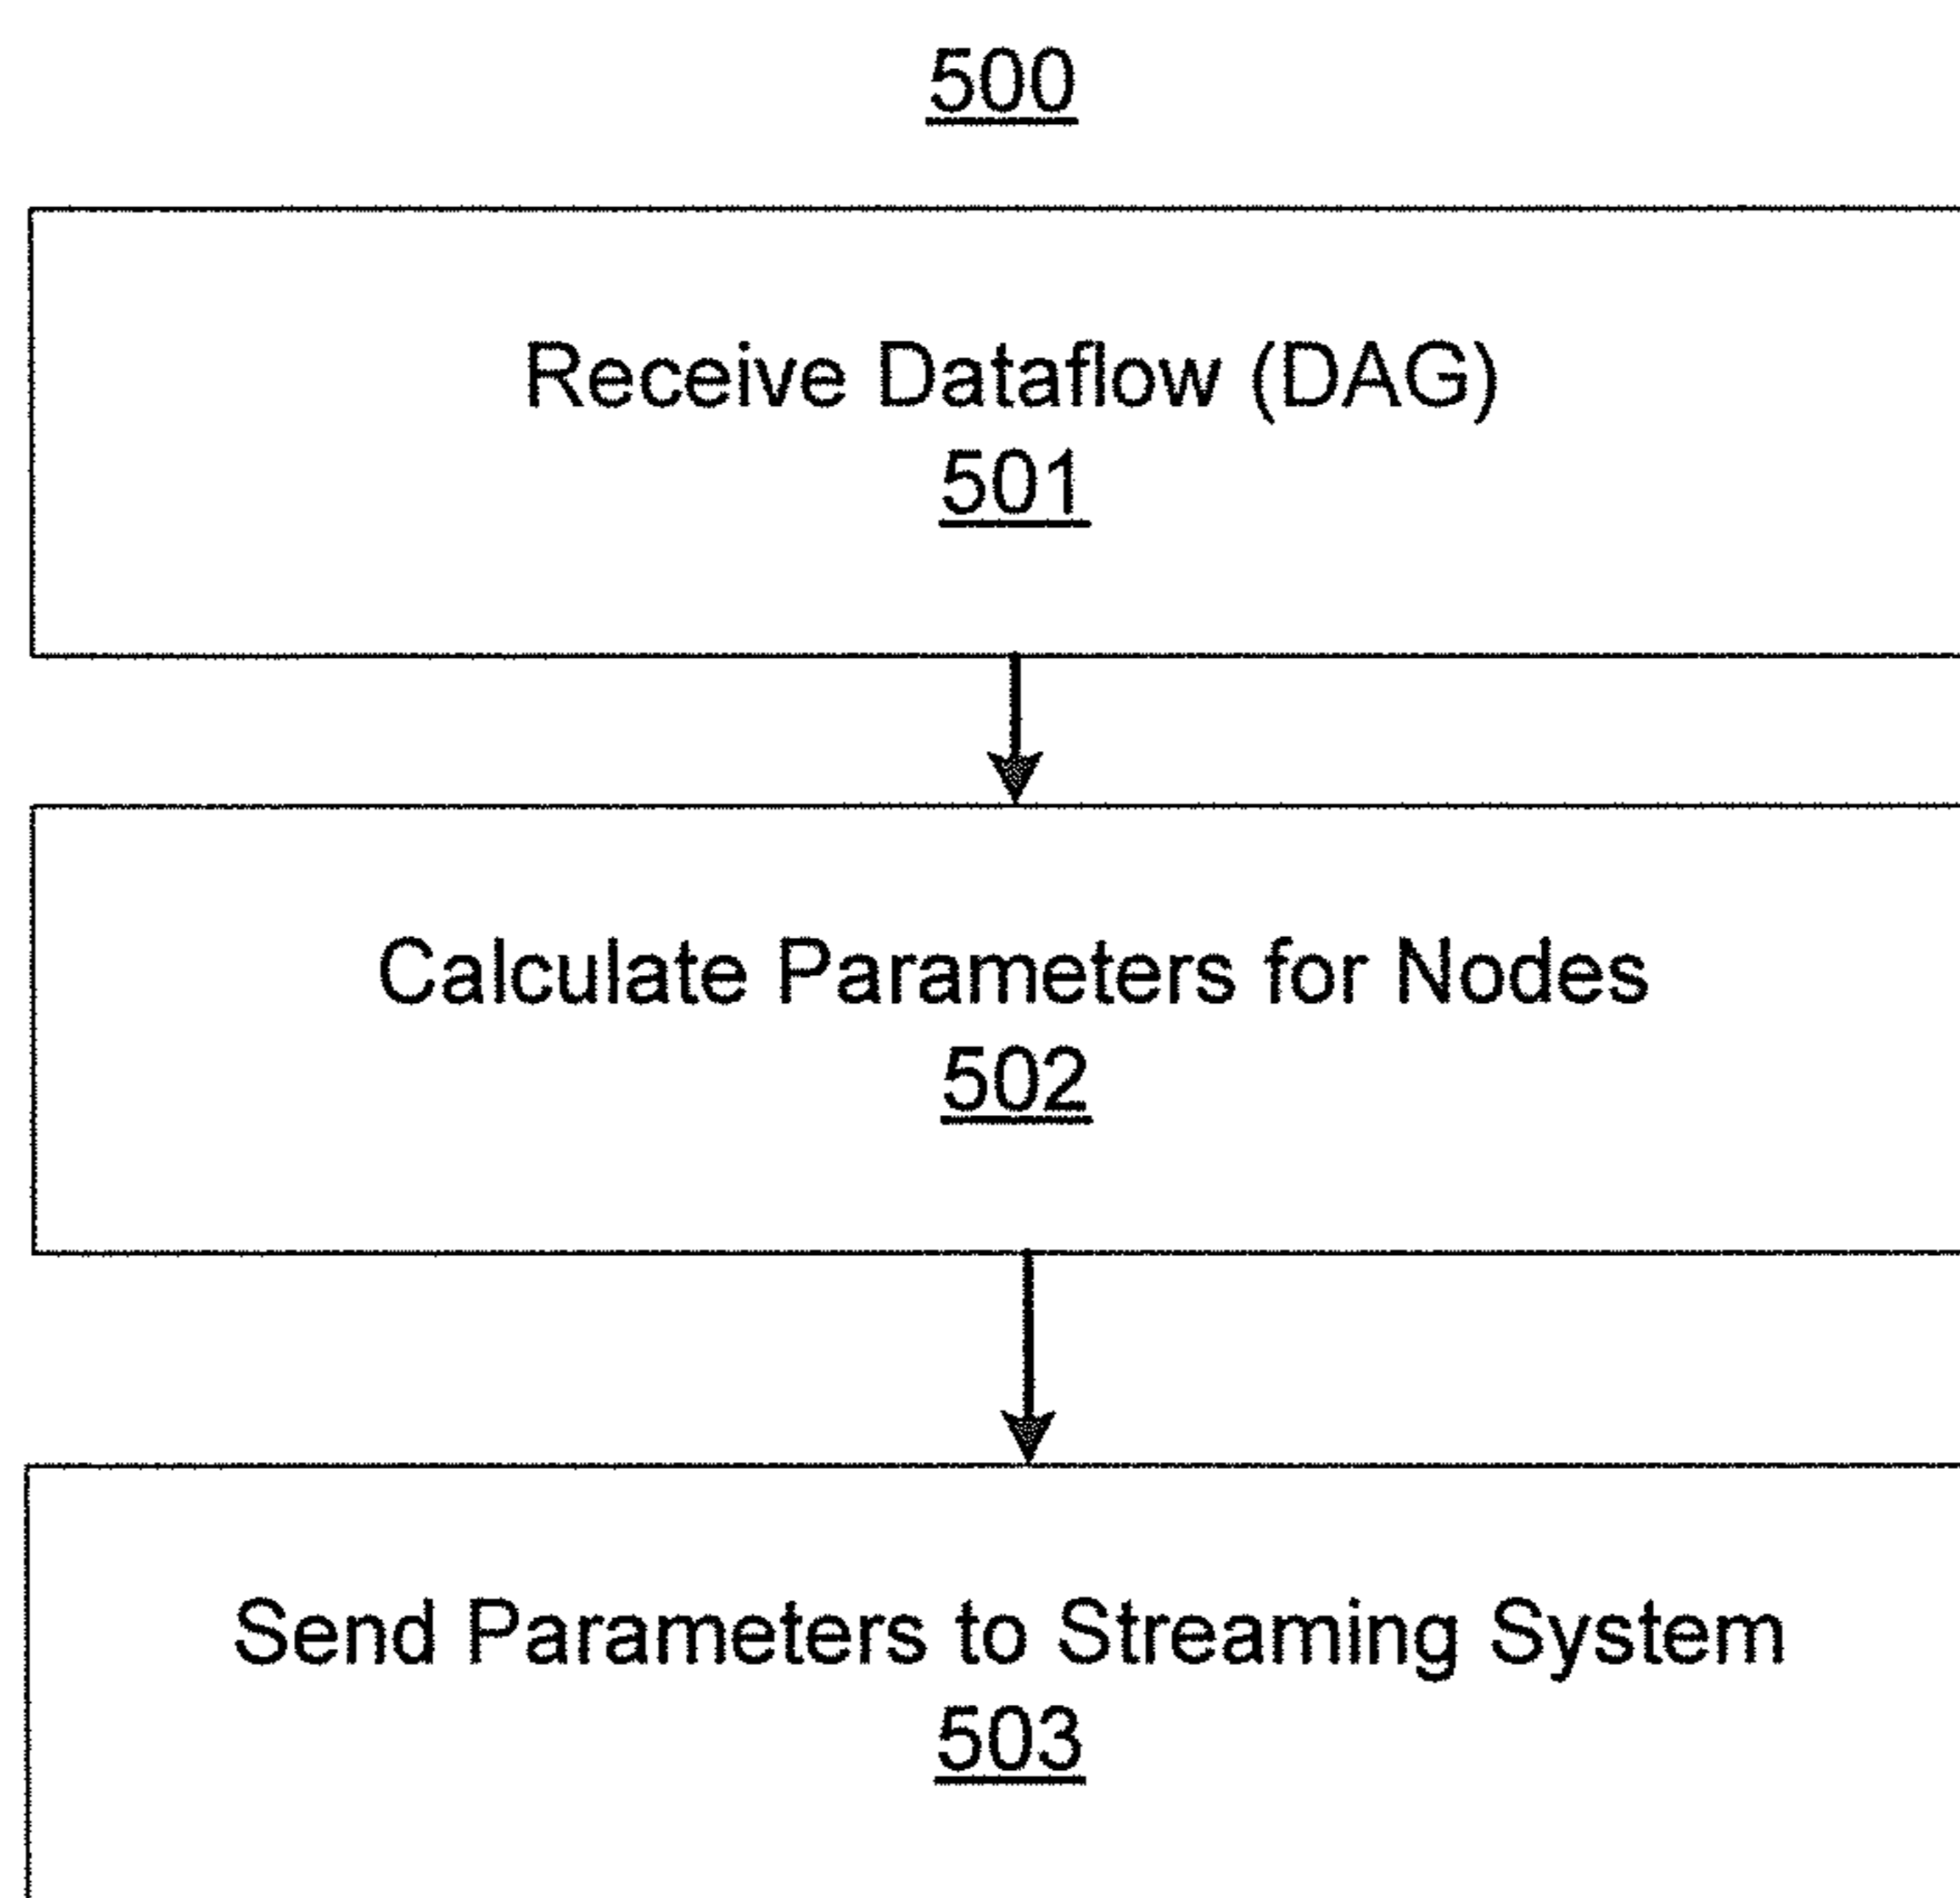 500
Receive Dataflow (DAG)
501
Calculate Parameters for Nodes
502
Send Parameters to Streaming System
503